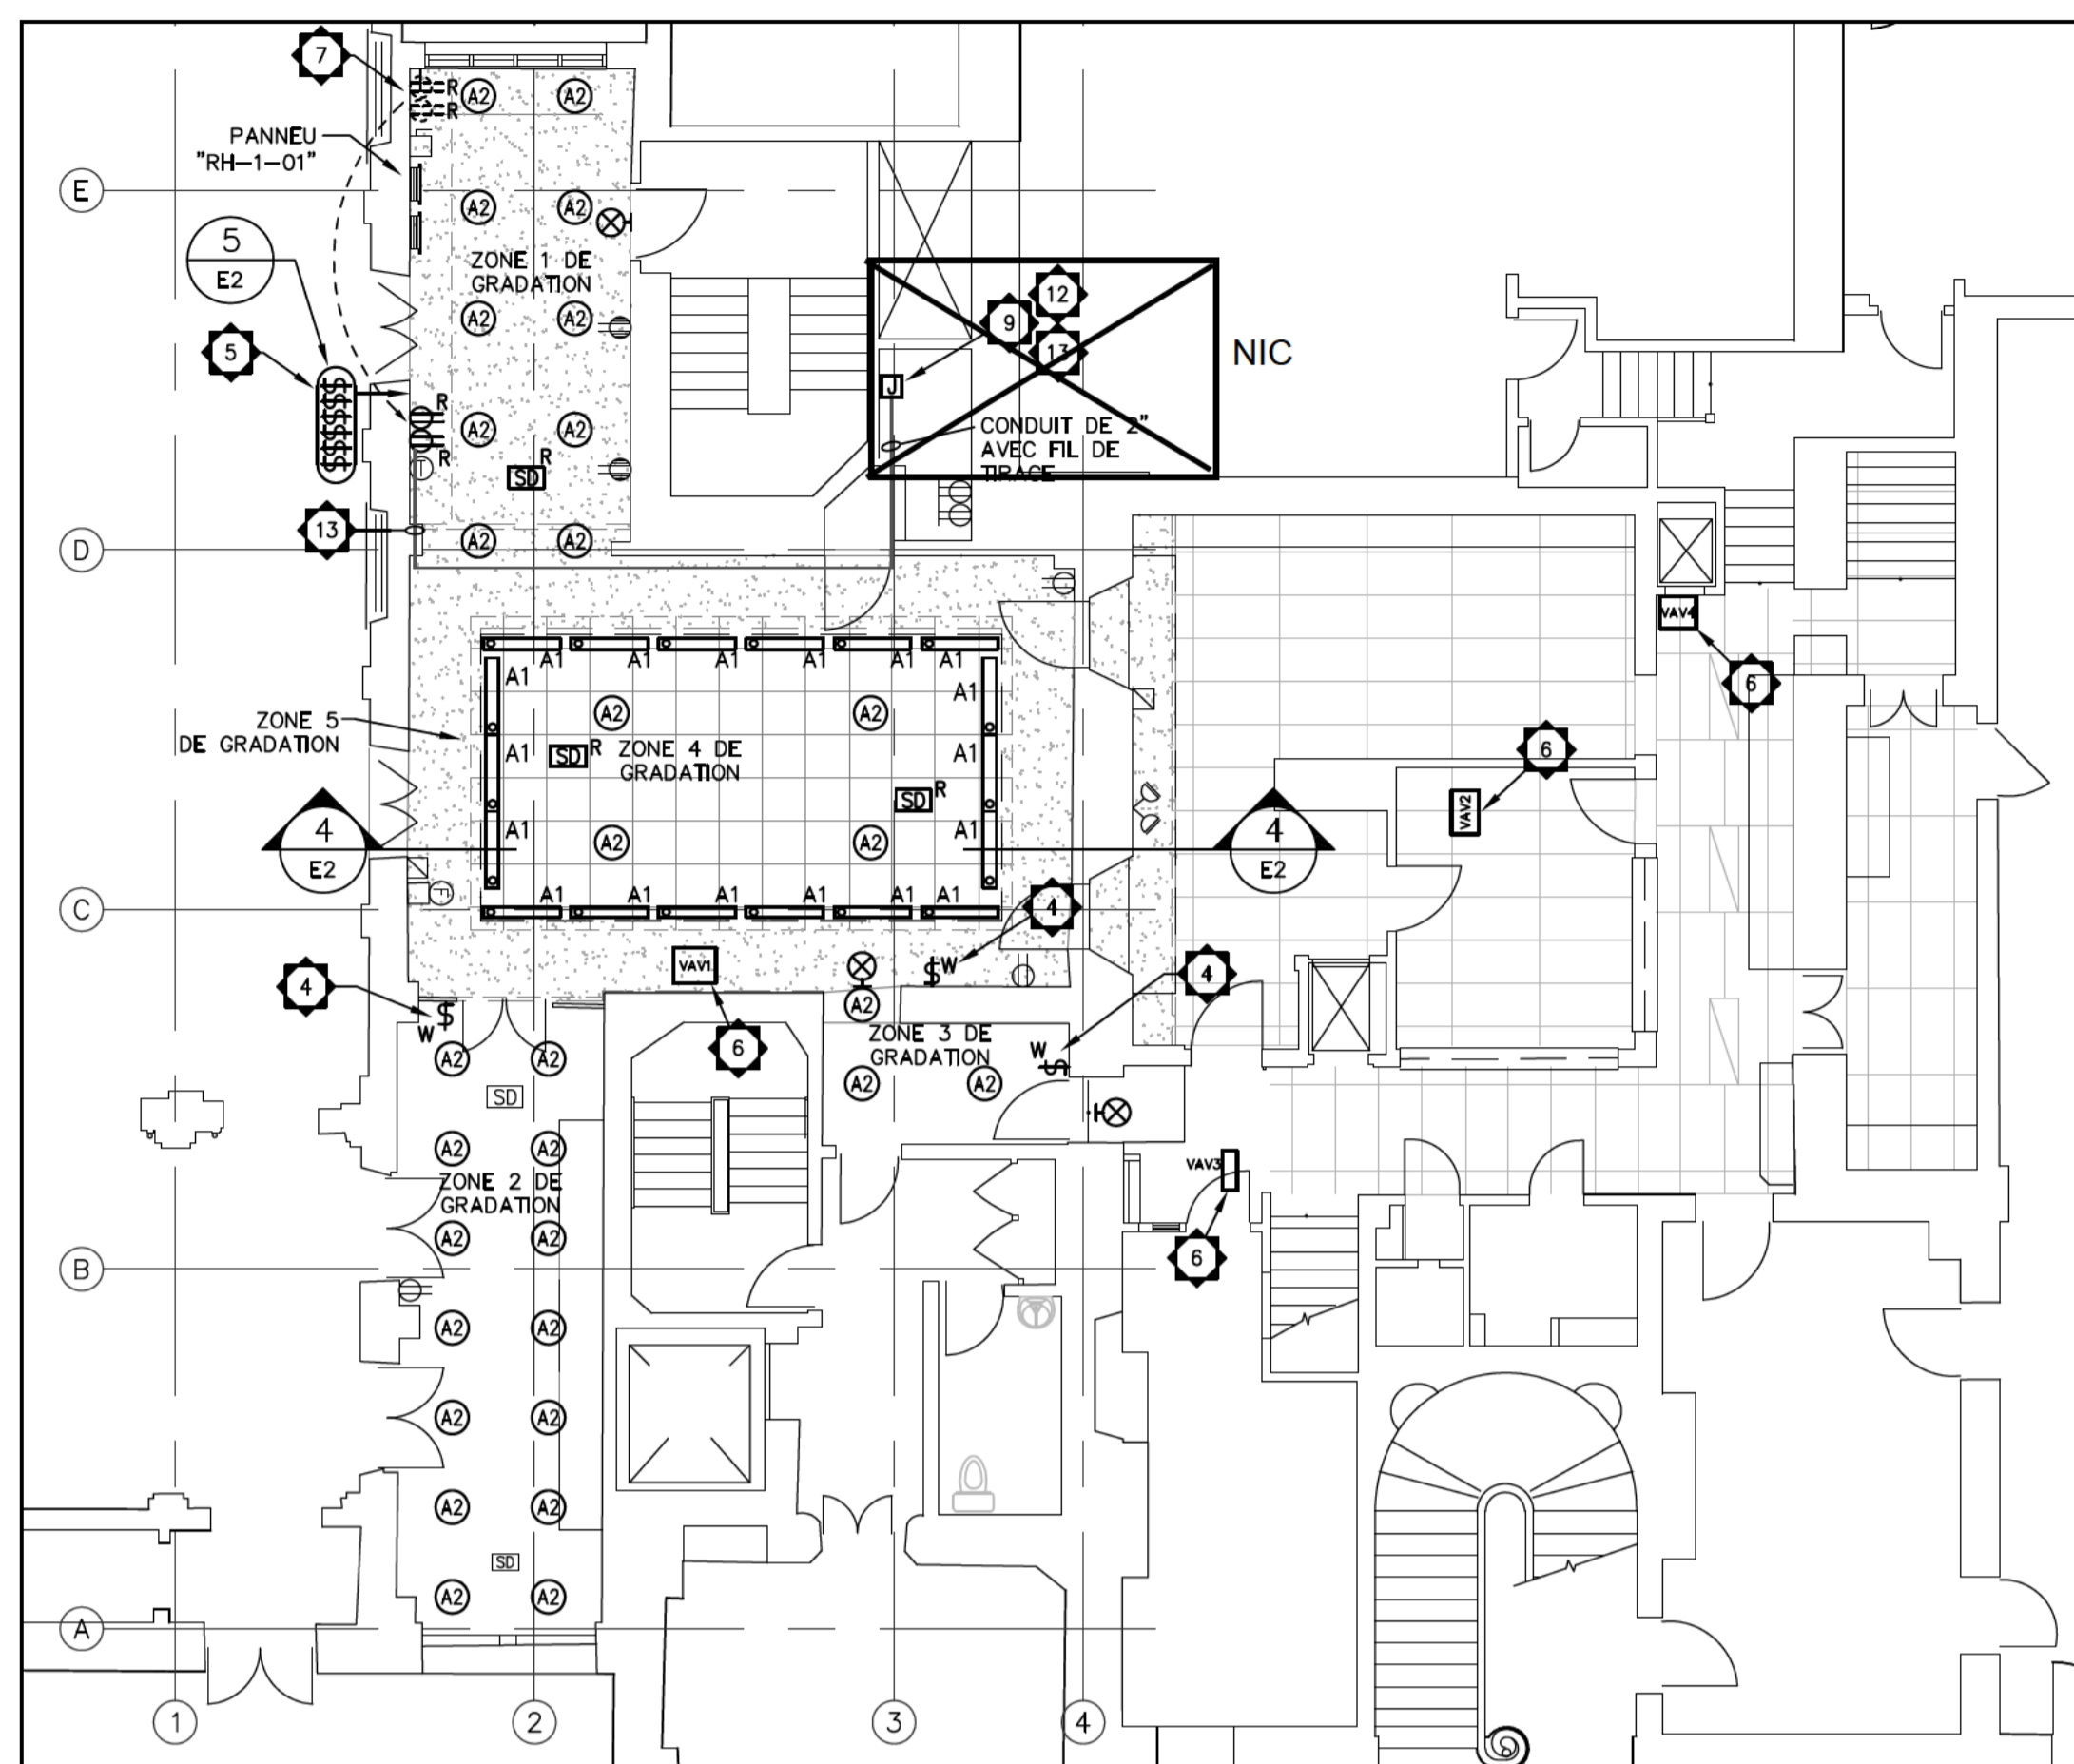 7
R
A2 A2
R
PANNEU
"RH-1-01"
E
A2 A2
5
E2
ZONE 1 DE
GRADATION
12
9
A2 A2
5
13
NIC
J
$$$$$$
R
A2 A2
CONDUIT DE 2"
AVEC FIL DE
TIRAGE
R
SD R
13
A2 A2
D
VAV4
A1 A1 A1 A1 A1 A1
A1 A1
6
A2 A2
ZONE 5
DE GRADATION
A1 SD R
ZONE 4 DE
GRADATION
A1
6
SD R
VAV2
4
E2
A1 A2 A2 A1
4
E2
F
A1 A1 A1 A1 A1 A1
C
4
VAV1
$W
4
4
$
W
A2
6
ZONE 3 DE
GRADATION
W
$
A2 A2
A2 A2
SD
A2 A2
VAV3
ZONE 2 DE
GRADATION
A2 A2
6
B
A2 A2
A2 A2
A2 A2
SD
A2 A2
A
1 2 3 4